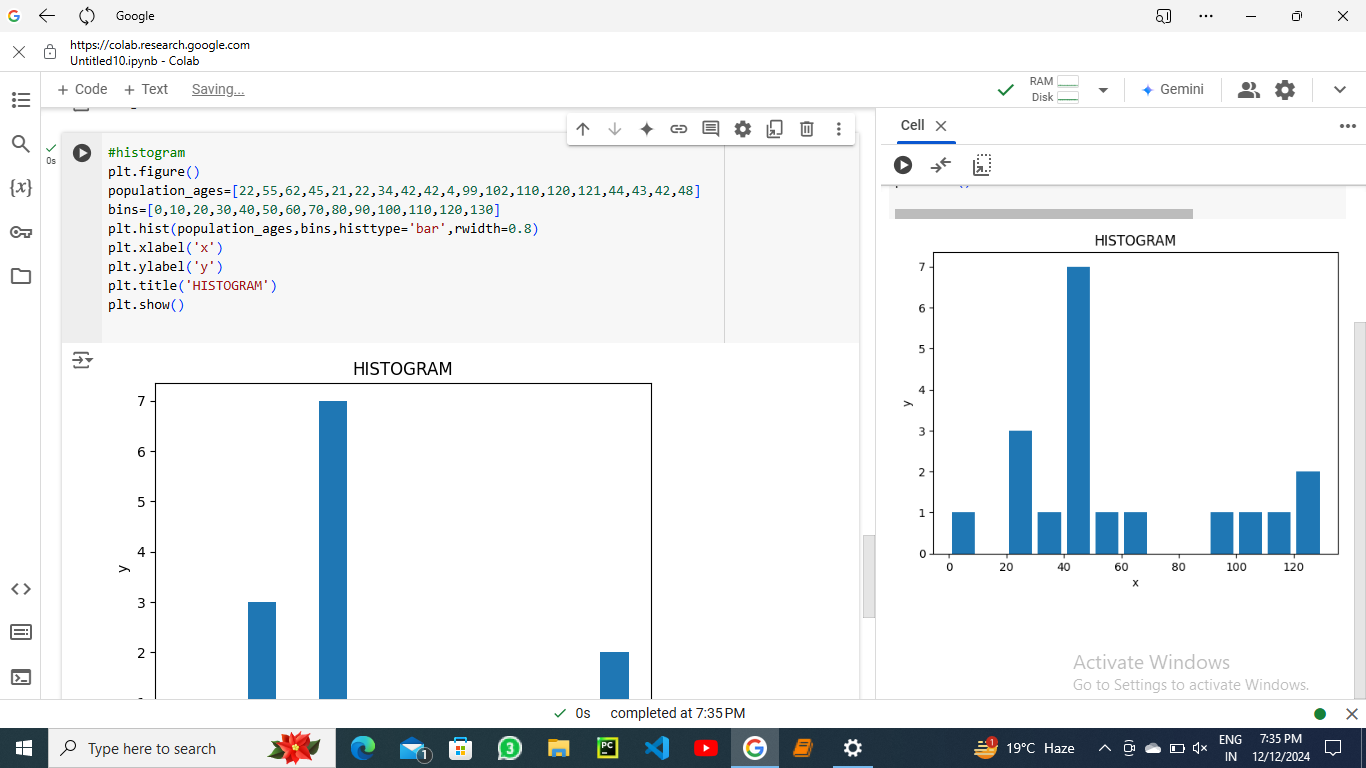 Google
https://colab.research.google.com
Untitled10.ipynb - Colab
+ Code + Text Saving...
RAM
Disk
Gemini
Cell
0s
#histogram
plt.figure()
population_ages=[22,55,62,45,21,22,34,42,42,4,99,102,110,120,121,44,43,42,48]
bins=[0,10,20,30,40,50,60,70,80,90,100,110,120,130]
plt.hist(population_ages,bins,histtype='bar',rwidth=0.8)
plt.xlabel('x')
plt.ylabel('y')
plt.title('HISTOGRAM')
plt.show()
HISTOGRAM
7
6
5
4
y
3
2
HISTOGRAM
7
6
5
4
y
3
2
1
0
0 20 40 60 80 100 120
x
Activate Windows
Go to Settings to activate Windows.
0s completed at 7:35 PM
Type here to search
1
3
PC
1
19°C Haze
ENG
IN
7:35 PM
12/12/2024